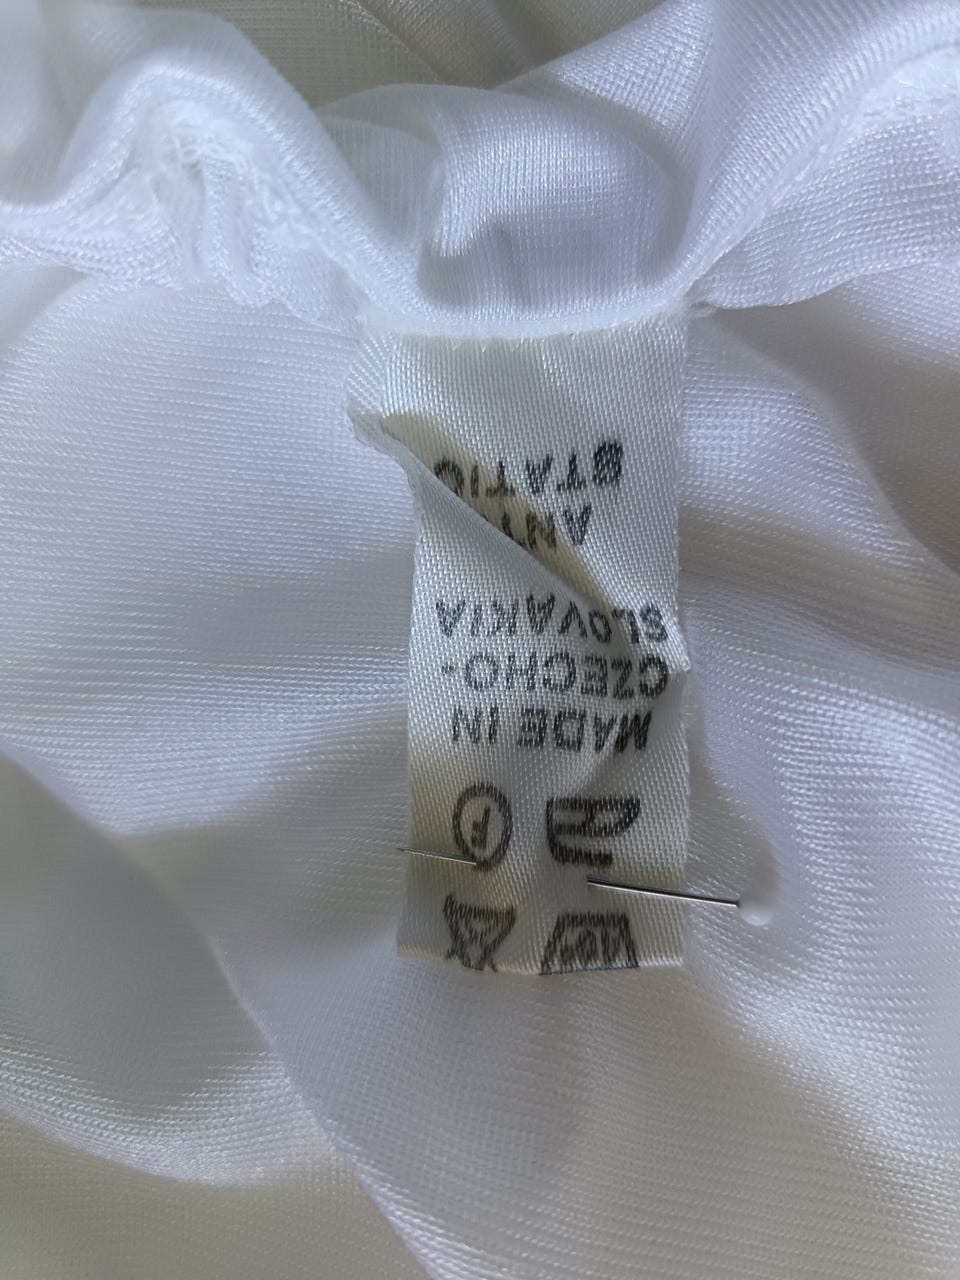 F
MADE IN
CZECHO-
SLOVAKIA
ANTI
STATIC